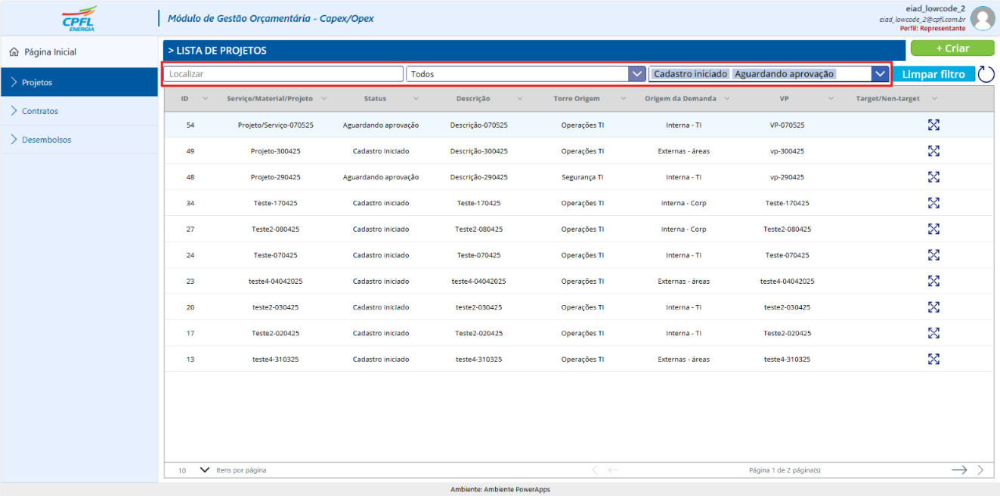 CPFL
ENERGIA
Módulo de Gestão Orçamentária - Capex/Opex
eiad_lowcode_2
eiad_lowcode_2@cpfl.com.br
Perfil: Representante
Página Inicial
Projetos
Contratos
Desembolsos
> LISTA DE PROJETOS
+ Criar
Localizar Todos Cadastro iniciado Aguardando aprovação Limpar filtro
ID Serviço/Material/Projeto Status Descrição Torre Origem Origem da Demanda VP Target/Non-target
54 Projeto/Serviço-070525 Aguardando aprovação Descrição-070525 Operações TI Interna - TI VP-070525
49 Projeto-300425 Cadastro iniciado Descrição-300425 Operações TI Externas - áreas vp-300425
48 Projeto-290425 Aguardando aprovação Descrição-290425 Segurança TI Interna - TI vp-290425
34 Teste-170425 Cadastro iniciado Teste-170425 Operações TI Interna - Corp Teste-170425
27 Teste2-080425 Cadastro iniciado Teste2-080425 Operações TI Interna - Corp Teste2-080425
24 Teste-070425 Cadastro iniciado Teste-070425 Operações TI Interna - TI Teste-070425
23 teste4-04042025 Cadastro iniciado teste4-04042025 Operações TI Externas - áreas teste4-04042025
20 teste2-030425 Cadastro iniciado teste2-030425 Operações TI Interna - TI teste2-030425
17 Teste2-020425 Cadastro iniciado Teste2-020425 Operações TI Interna - TI Teste2-020425
13 teste4-310325 Cadastro iniciado teste4-310325 Operações TI Externas - áreas teste4-310325
10 Itens por página Página 1 de 2 página(s)
Ambiente: Ambiente PowerApps